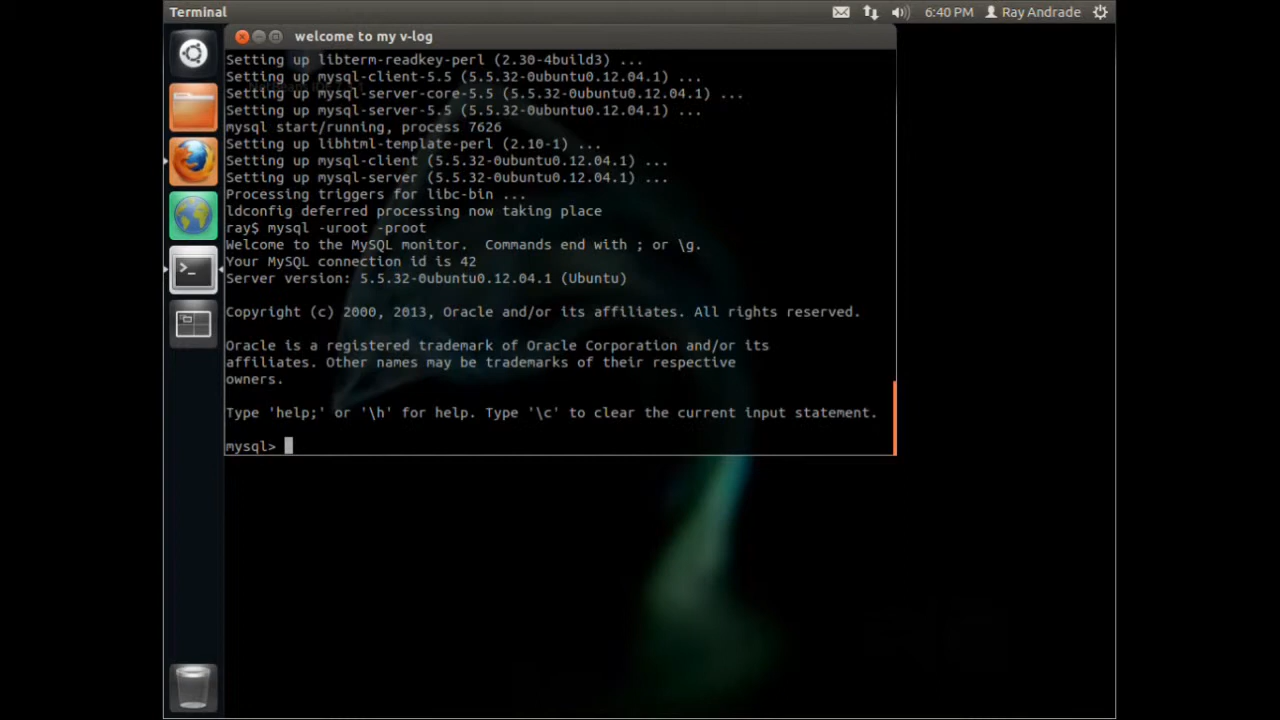 Terminal
6:40 PM
Ray Andrade
welcome to my v-log
Setting up libterm-readkey-perl (2.30-4build3) ...
Setting up mysql-client-5.5 (5.5.32-0ubuntu0.12.04.1) ...
Setting up mysql-server-core-5.5 (5.5.32-0ubuntu0.12.04.1) ...
Setting up mysql-server-5.5 (5.5.32-0ubuntu0.12.04.1) ...
mysql start/running, process 7626
Setting up libhtml-template-perl (2.10-1) ...
Setting up mysql-client (5.5.32-0ubuntu0.12.04.1) ...
Setting up mysql-server (5.5.32-0ubuntu0.12.04.1) ...
Processing triggers for libc-bin ...
ldconfig deferred processing now taking place
ray$ mysql -uroot -proot
Welcome to the MySQL monitor.  Commands end with ; or \g.
Your MySQL connection id is 42
Server version: 5.5.32-0ubuntu0.12.04.1 (Ubuntu)
Copyright (c) 2000, 2013, Oracle and/or its affiliates. All rights reserved.
Oracle is a registered trademark of Oracle Corporation and/or its
affiliates. Other names may be trademarks of their respective
owners.
Type 'help;' or '\h' for help. Type '\c' to clear the current input statement.
mysql>